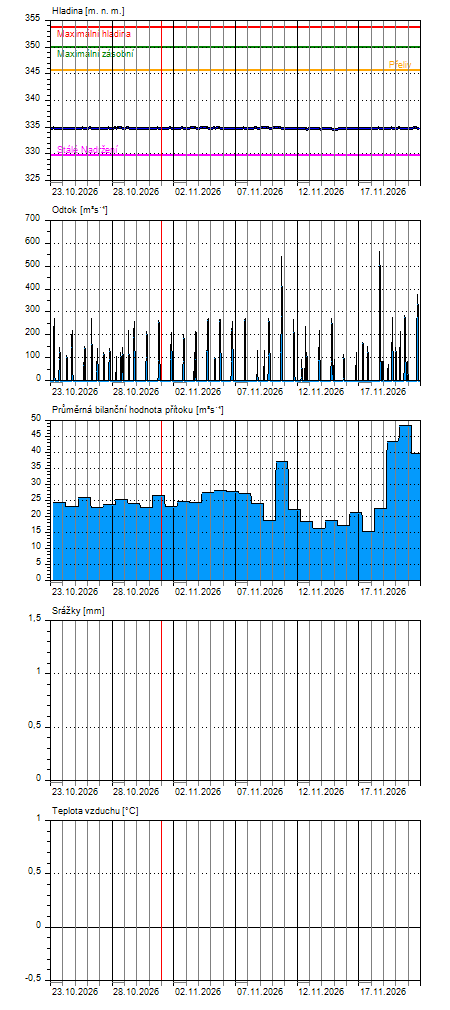 Hladina [m. n. m.]
355
Maximální hladina
350
Maximální zásobní
345
Přeliv
340
335
330
Stálé Nadržení
325
23.10.2026 28.10.2026 02.11.2026 07.11.2026 12.11.2026 17.11.2026
Odtok [m³s⁻¹]
700
600
500
400
300
200
100
0
23.10.2026 28.10.2026 02.11.2026 07.11.2026 12.11.2026 17.11.2026
Průměrná bilanční hodnota přítoku [m³s⁻¹]
50
45
40
35
30
25
20
15
10
5
0
23.10.2026 28.10.2026 02.11.2026 07.11.2026 12.11.2026 17.11.2026
Srážky [mm]
1,5
1
0,5
0
23.10.2026 28.10.2026 02.11.2026 07.11.2026 12.11.2026 17.11.2026
Teplota vzduchu [°C]
1
0,5
0
-0,5
23.10.2026 28.10.2026 02.11.2026 07.11.2026 12.11.2026 17.11.2026